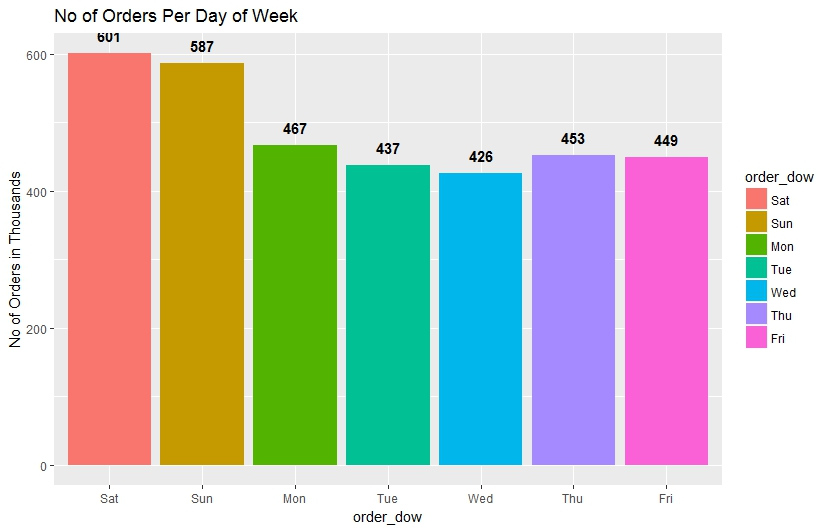 No of Orders Per Day of Week
601
587
467
437
426
453
449
No of Orders in Thousands
600
400
200
0
Sat
Sun
Mon
Tue
Wed
Thu
Fri
order_dow
order_dow
Sat
Sun
Mon
Tue
Wed
Thu
Fri